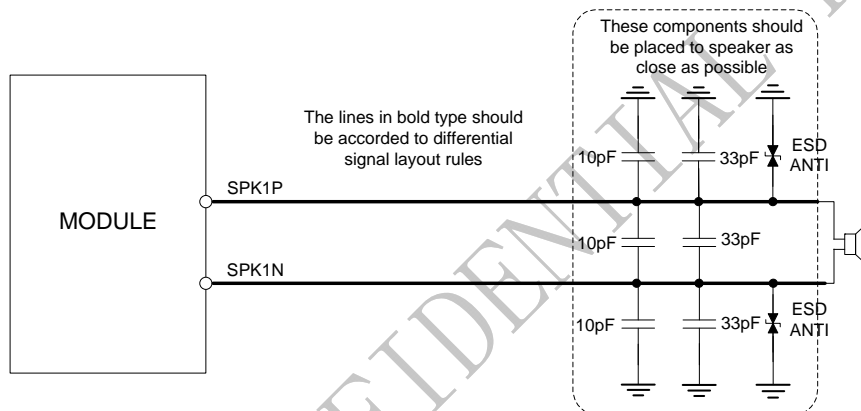 These components should
be placed to speaker as
close as possible
The lines in bold type should
be accorded to differential
signal layout rules
10pF
33pF
ESD
ANTI
SPK1P
MODULE
10pF
33pF
SPK1N
10pF
33pF
ESD
ANTI